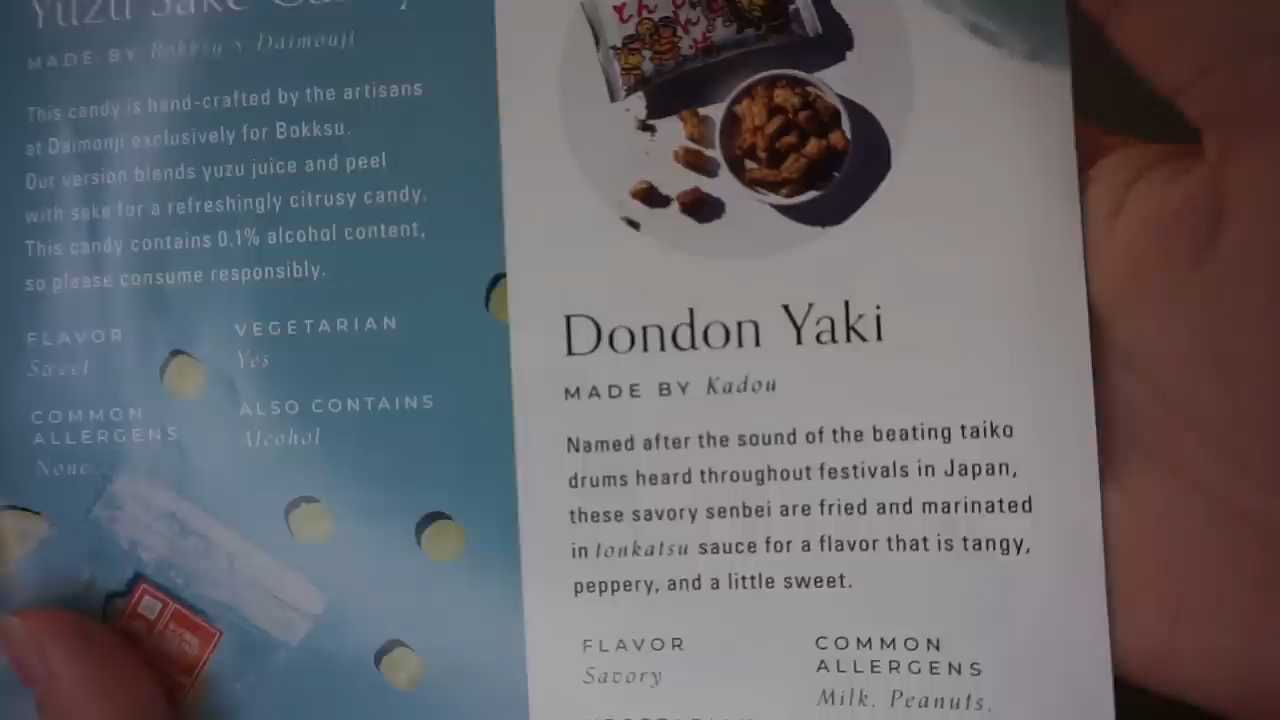 Yuzu Sake
MADE BY Bokksu x Daimonji
This candy is hand-crafted by the artisans
at Daimonji exclusively for Bokksu.
Our version blends yuzu juice and peel
with sake for a refreshingly citrusy candy.
This candy contains 0.1% alcohol content,
so please consume responsibly.
FLAVOR
Sweet
VEGETARIAN
Yes
COMMON
ALLERGENS
None
ALSO CONTAINS
Alcohol
Dondon Yaki
MADE BY Kadou
Named after the sound of the beating taiko
drums heard throughout festivals in Japan,
these savory senbei are fried and marinated
in tonkatsu sauce for a flavor that is tangy,
peppery, and a little sweet.
FLAVOR
Savory
COMMON
ALLERGENS
Milk, Peanuts,